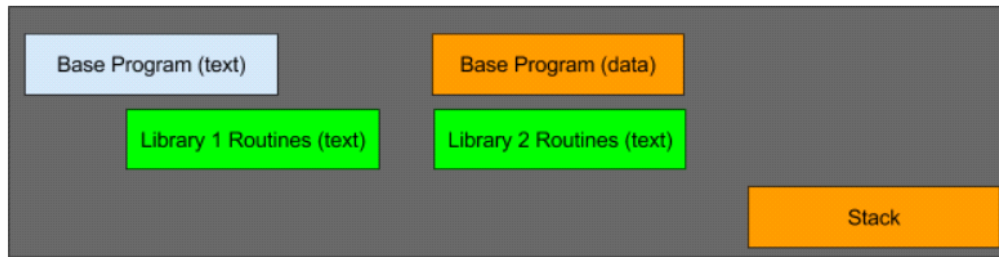 Base Program (text)
Base Program (data)
Library 1 Routines (text)
Library 2 Routines (text)
Stack